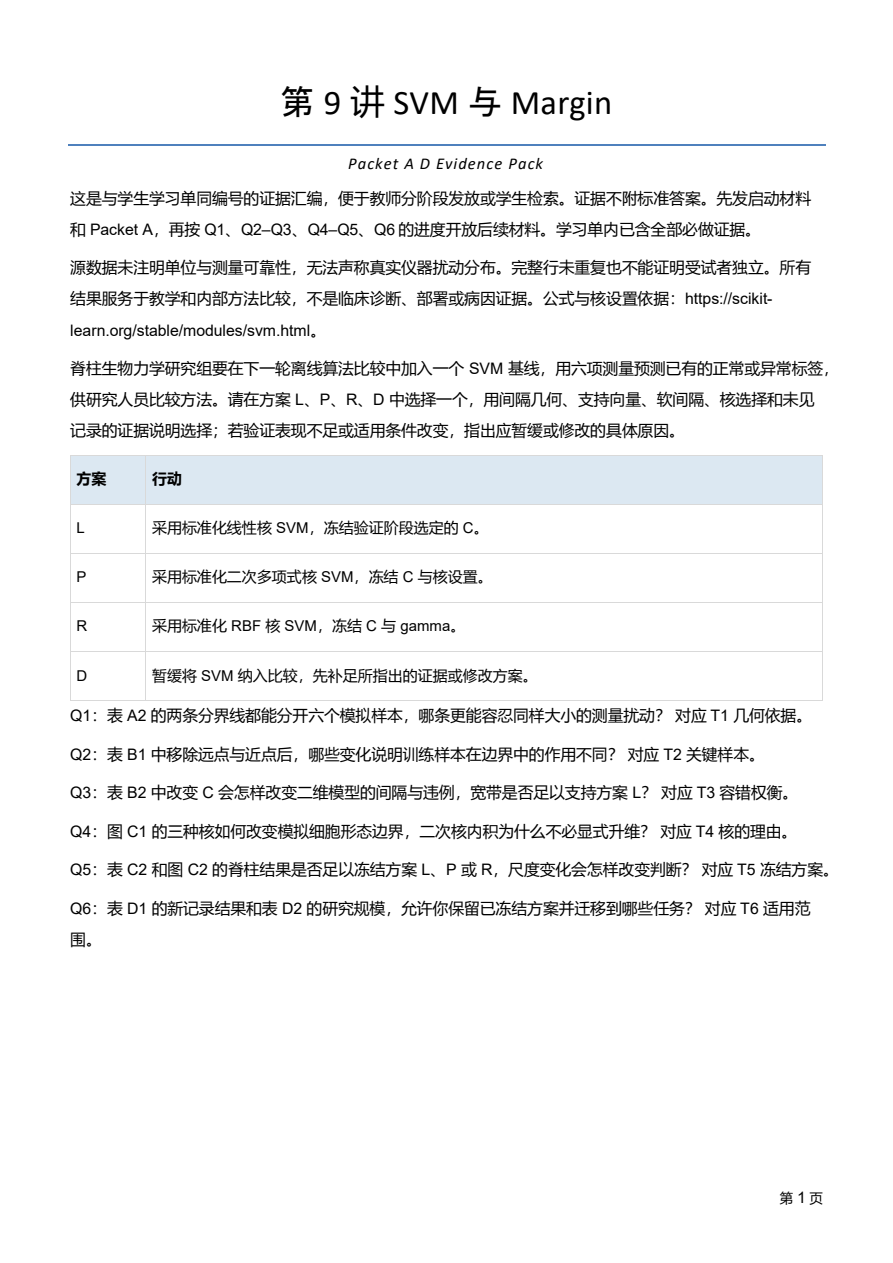 第 9 讲 SVM 与 Margin
Packet A D Evidence Pack
这是与学生学习单同编号的证据汇编，便于教师分阶段发放或学生检索。证据不附标准答案。先发启动材料
和 Packet A，再按 Q1、Q2–Q3、Q4–Q5、Q6 的进度开放后续材料。学习单内已含全部必做证据。
源数据未注明单位与测量可靠性，无法声称真实仪器扰动分布。完整行未重复也不能证明受试者独立。所有
结果服务于教学和内部方法比较，不是临床诊断、部署或病因证据。公式与核设置依据：https://scikit-
learn.org/stable/modules/svm.html。
脊柱生物力学研究组要在下一轮离线算法比较中加入一个 SVM 基线，用六项测量预测已有的正常或异常标签，
供研究人员比较方法。请在方案 L、P、R、D 中选择一个，用间隔几何、支持向量、软间隔、核选择和未见
记录的证据说明选择；若验证表现不足或适用条件改变，指出应暂缓或修改的具体原因。
方案 行动
L 采用标准化线性核 SVM，冻结验证阶段选定的 C。
P 采用标准化二次多项式核 SVM，冻结 C 与核设置。
R 采用标准化 RBF 核 SVM，冻结 C 与 gamma。
D 暂缓将 SVM 纳入比较，先补足所指出的证据或修改方案。
Q1：表 A2 的两条分界线都能分开六个模拟样本，哪条更能容忍同样大小的测量扰动？ 对应 T1 几何依据。
Q2：表 B1 中移除远点与近点后，哪些变化说明训练样本在边界中的作用不同？ 对应 T2 关键样本。
Q3：表 B2 中改变 C 会怎样改变二维模型的间隔与违例，宽带是否足以支持方案 L？ 对应 T3 容错权衡。
Q4：图 C1 的三种核如何改变模拟细胞形态边界，二次核内积为什么不必显式升维？ 对应 T4 核的理由。
Q5：表 C2 和图 C2 的脊柱结果是否足以冻结方案 L、P 或 R，尺度变化会怎样改变判断？ 对应 T5 冻结方案。
Q6：表 D1 的新记录结果和表 D2 的研究规模，允许你保留已冻结方案并迁移到哪些任务？ 对应 T6 适用范
围。
第 1 页